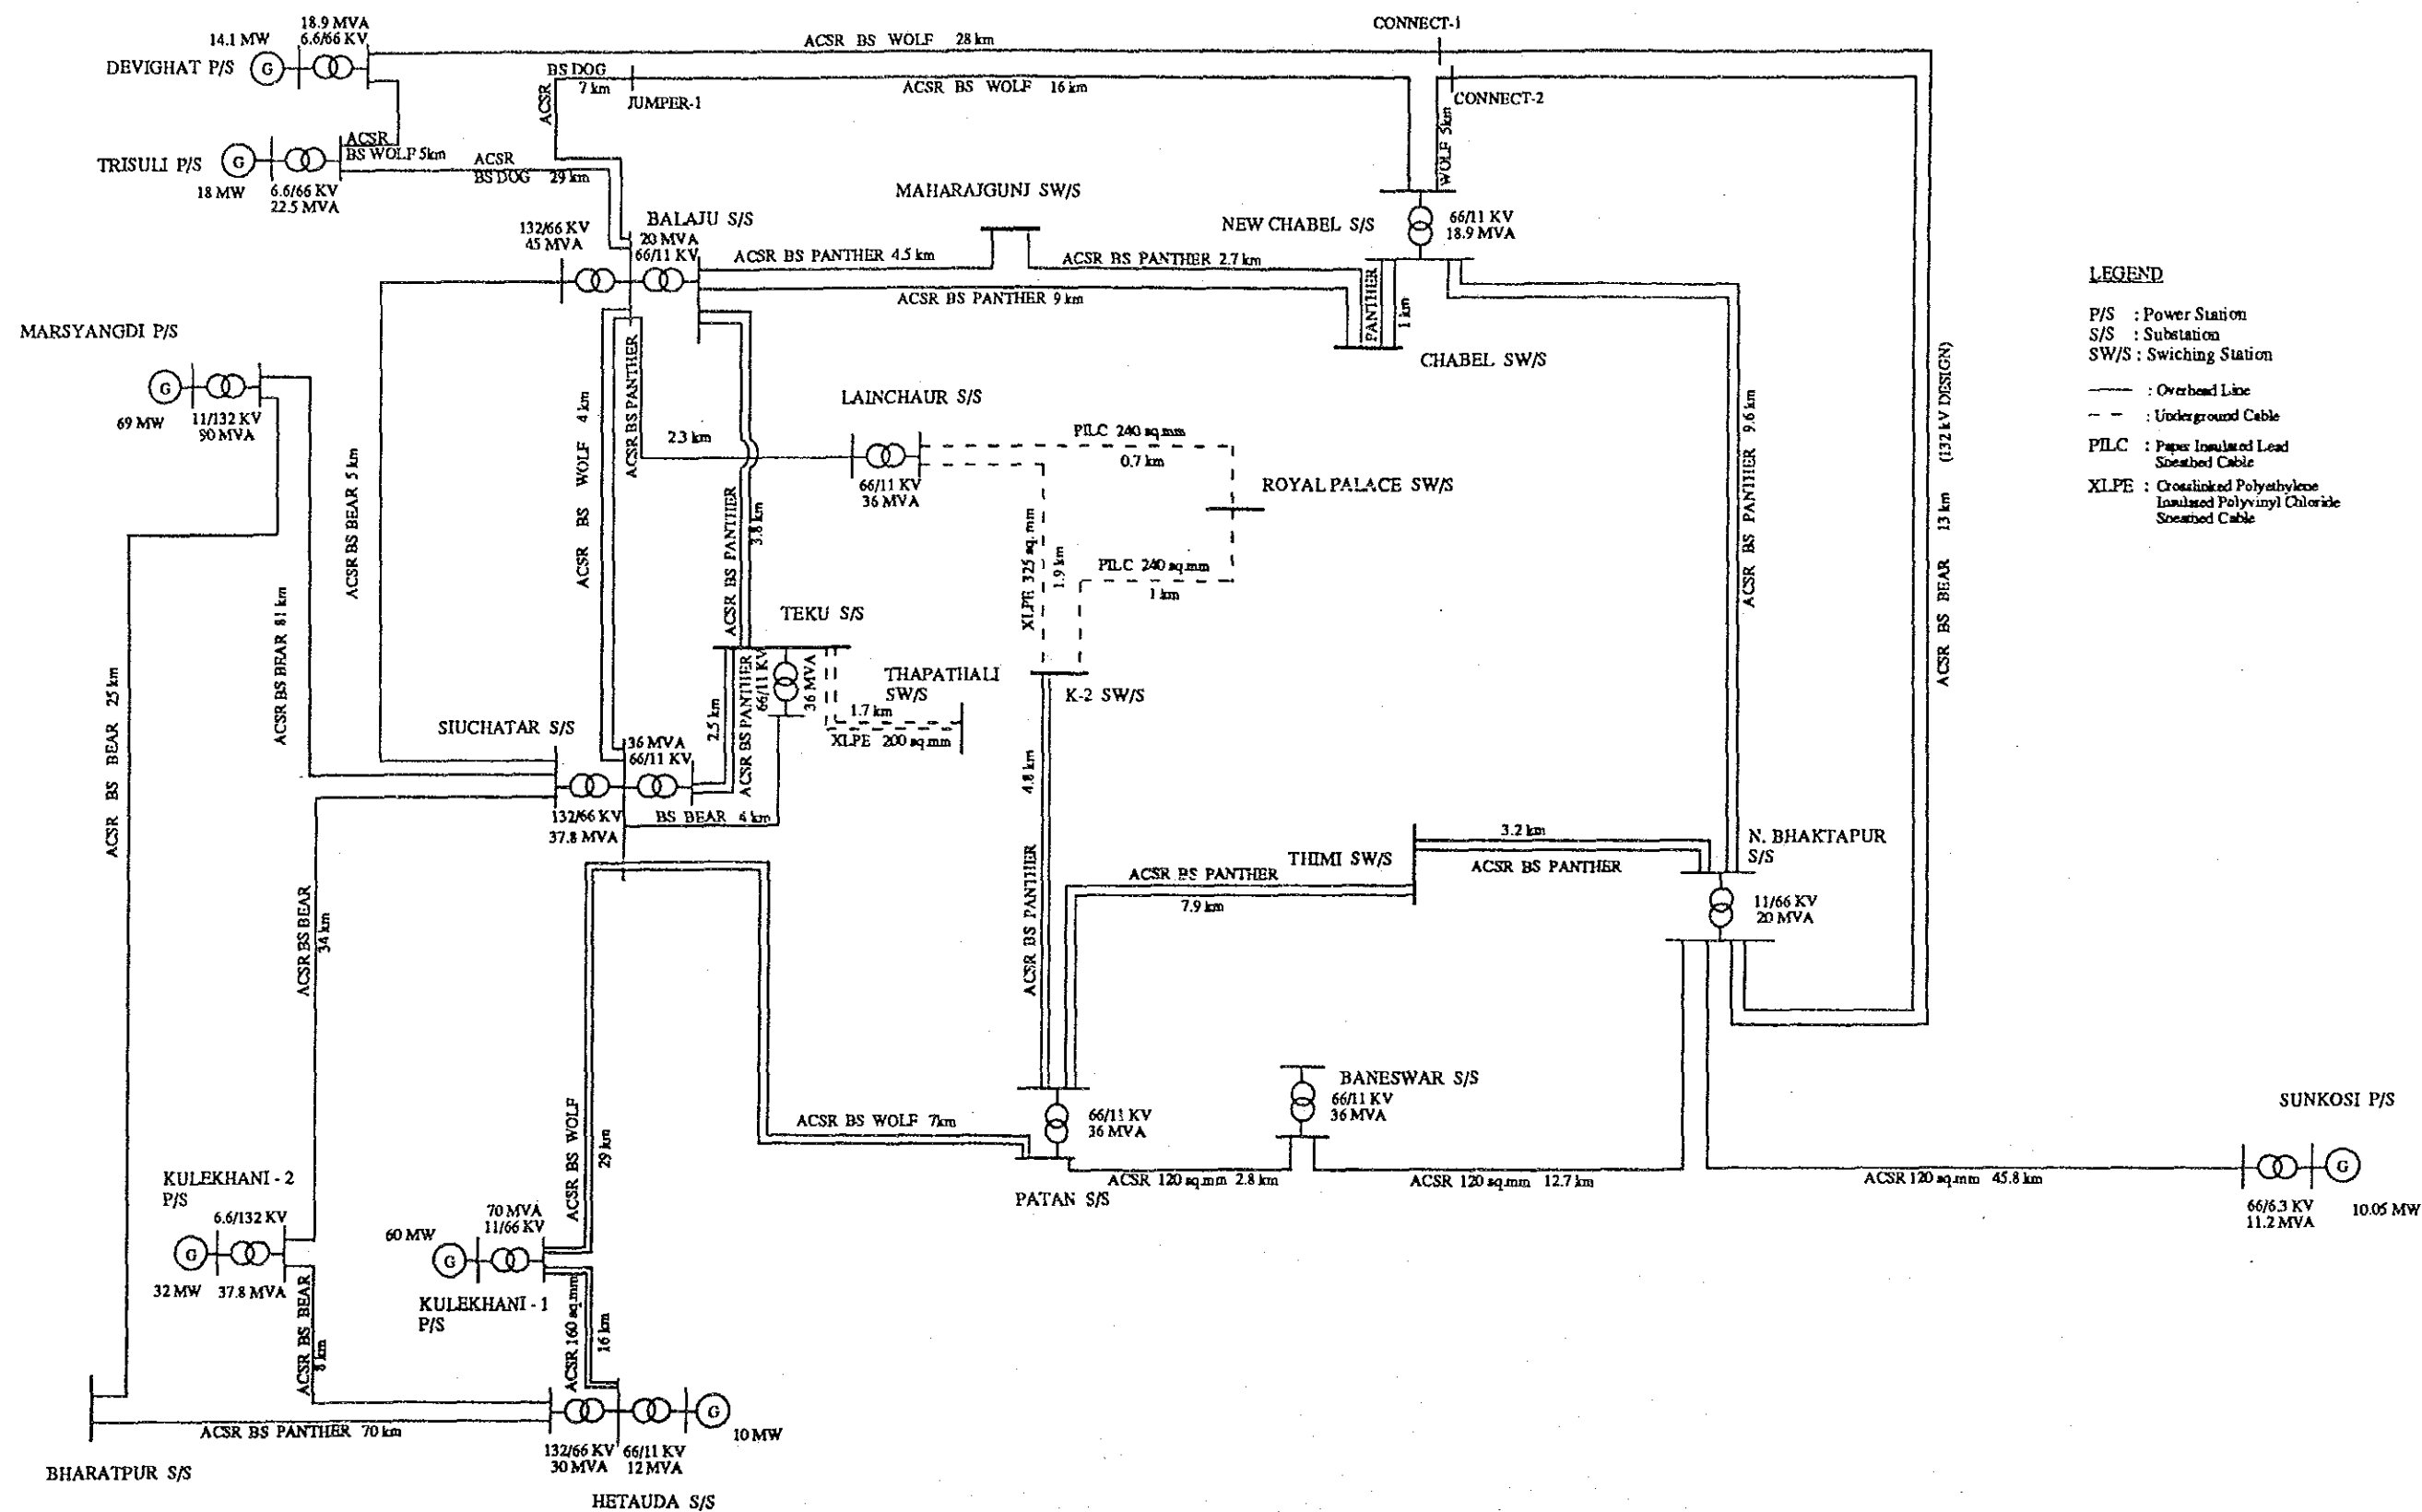 CONNECT-1
18.9 MVA
14.1 MW
6.6/66 KV
DEVIGHAT P/S
G
ACSR BS WOLF 28 km
BS DOG
7 km
ACSR
JUMPER-1
ACSR BS WOLF 16 km
CONNECT-2
WOLF 5km
TRISULI P/S
G
18 MW
6.6/66 KV
22.5 MVA
ACSR
BS WOLF 5km
ACSR
BS DOG 29 km
MAHARAJGUNJ SW/S
BALAJU S/S
132/66 KV
45 MVA
20 MVA
66/11 KV
ACSR BS PANTHER 4.5 km
ACSR BS PANTHER 2.7 km
ACSR BS PANTHER 9 km
NEW CHABEL S/S
66/11 KV
18.9 MVA
PANTHER
1 km
CHABEL SW/S
LEGEND
P/S : Power Station
S/S : Substation
SW/S : Swiching Station
: Overhead Line
: Underground Cable
PILC : Paper Insulated Lead
Sneathed Cable
XLPE : Crosslinked Polyethylene
Insulated Polyvinyl Chloride
Sneatned Cable
MARSYANGDI P/S
G
69 MW
11/132 KV
90 MVA
ACSR BS BEAR 5 km
ACSR BS BEAR 81 km
ACSR BS BEAR 25 km
ACSR BS WOLF 4 km
ACSR BS PANTHER
2.3 km
LAINCHAUR S/S
66/11 KV
36 MVA
PILC 240 sq.mm
0.7 km
ROYAL PALACE SW/S
XLPE 325 sq.mm
1.9 km
PILC 240 sq.mm
1 km
K-2 SW/S
ACSR BS PANTHER
3.8 km
TEKU S/S
66/11 KV
36 MVA
THAPATHALI
SW/S
1.7 km
XLPE 200 sq.mm
2.5 km
ACSR BS PANTHER
SIUCHATAR S/S
36 MVA
66/11 KV
132/66 KV
37.8 MVA
BS BEAR 4 km
ACSR BS BEAR
34 km
4.8 km
ACSR BS PANTHER
ACSR BS PANTHER 9.6 km
ACSR BS BEAR 13 km (132 kV DESIGN)
THIMI SW/S
3.2 km
ACSR BS PANTHER
ACSR BS PANTHER
7.9 km
N. BHAKTAPUR
S/S
11/66 KV
20 MVA
ACSR BS WOLF
29 km
ACSR BS WOLF 7km
66/11 KV
36 MVA
PATAN S/S
BANESWAR S/S
66/11 KV
36 MVA
ACSR 120 sq.mm 2.8 km
ACSR 120 sq.mm 12.7 km
ACSR 120 sq.mm 45.8 km
SUNKOSI P/S
G
66/6.3 KV
11.2 MVA
10.05 MW
KULEKHANI - 2
P/S
6.6/132 KV
G
32 MW
37.8 MVA
ACSR BS BEAR
8 km
70 MVA
11/66 KV
60 MW
G
KULEKHANI - 1
P/S
ACSR 160 sq.mm
16 km
ACSR BS PANTHER 70 km
BHARATPUR S/S
132/66 KV
30 MVA
66/11 KV
12 MVA
G
10 MW
HETAUDA S/S